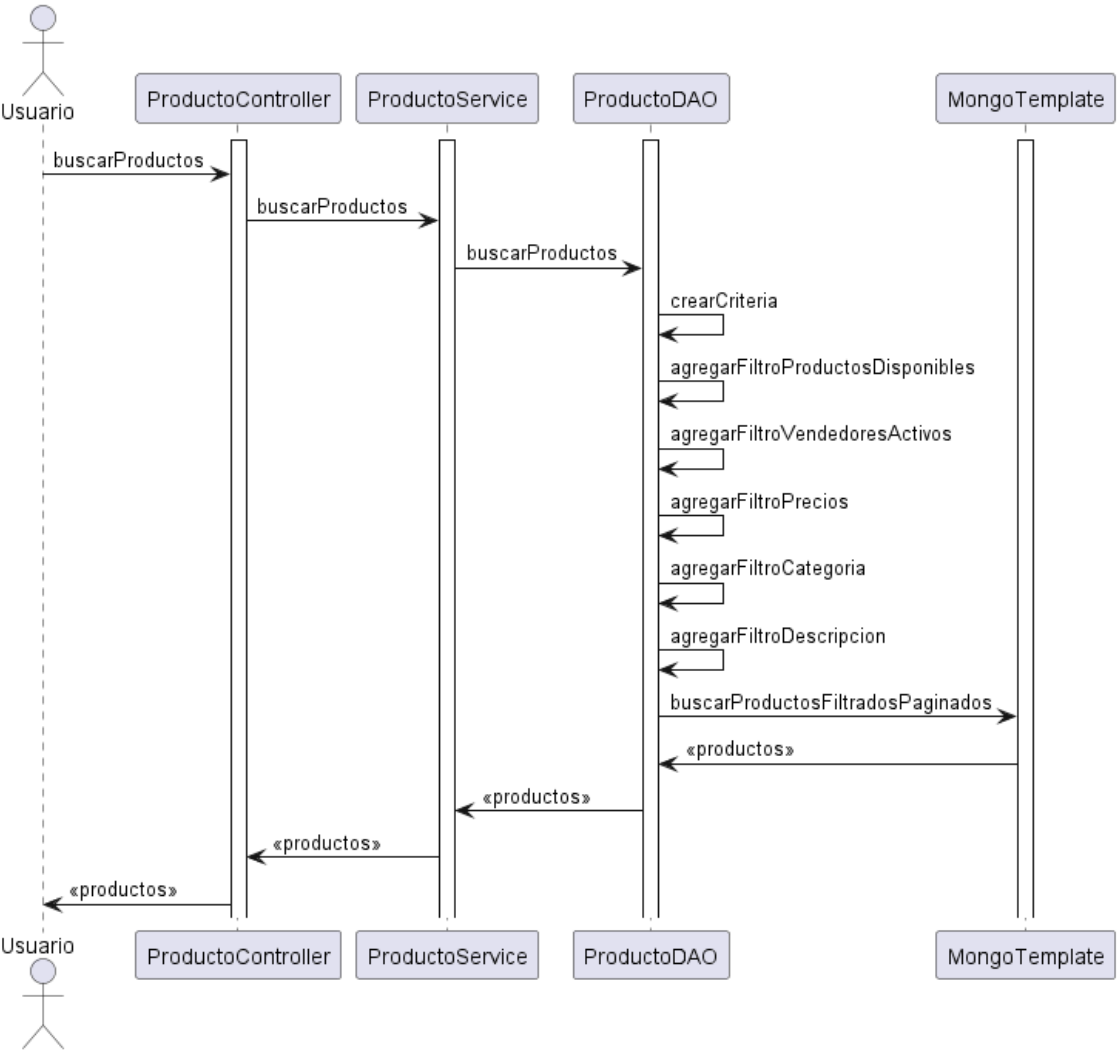 Usuario
ProductoController
ProductoService
ProductoDAO
MongoTemplate
buscarProductos
buscarProductos
buscarProductos
crearCriteria
agregarFiltroProductosDisponibles
agregarFiltroVendedoresActivos
agregarFiltroPrecios
agregarFiltroCategoria
agregarFiltroDescripcion
buscarProductosFiltradosPaginados
«productos»
«productos»
«productos»
«productos»
Usuario
ProductoController
ProductoService
ProductoDAO
MongoTemplate